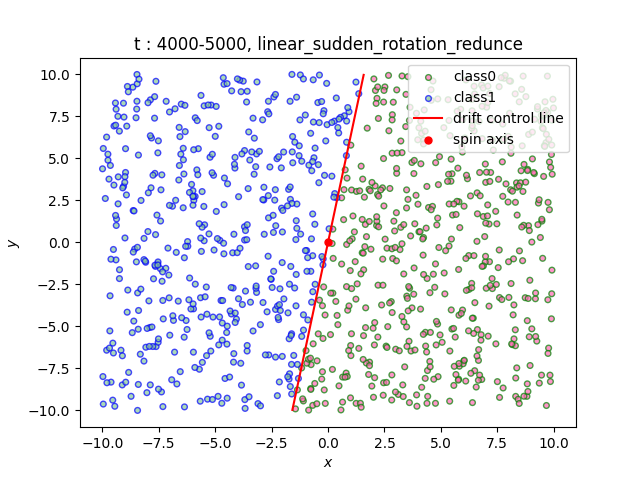 t : 4000-5000, linear_sudden_rotation_redunce
class0
class1
drift control line
spin axis
10.0
7.5
5.0
2.5
0.0
−2.5
−5.0
−7.5
−10.0
y
−10.0 −7.5 −5.0 −2.5 0.0 2.5 5.0 7.5 10.0
x